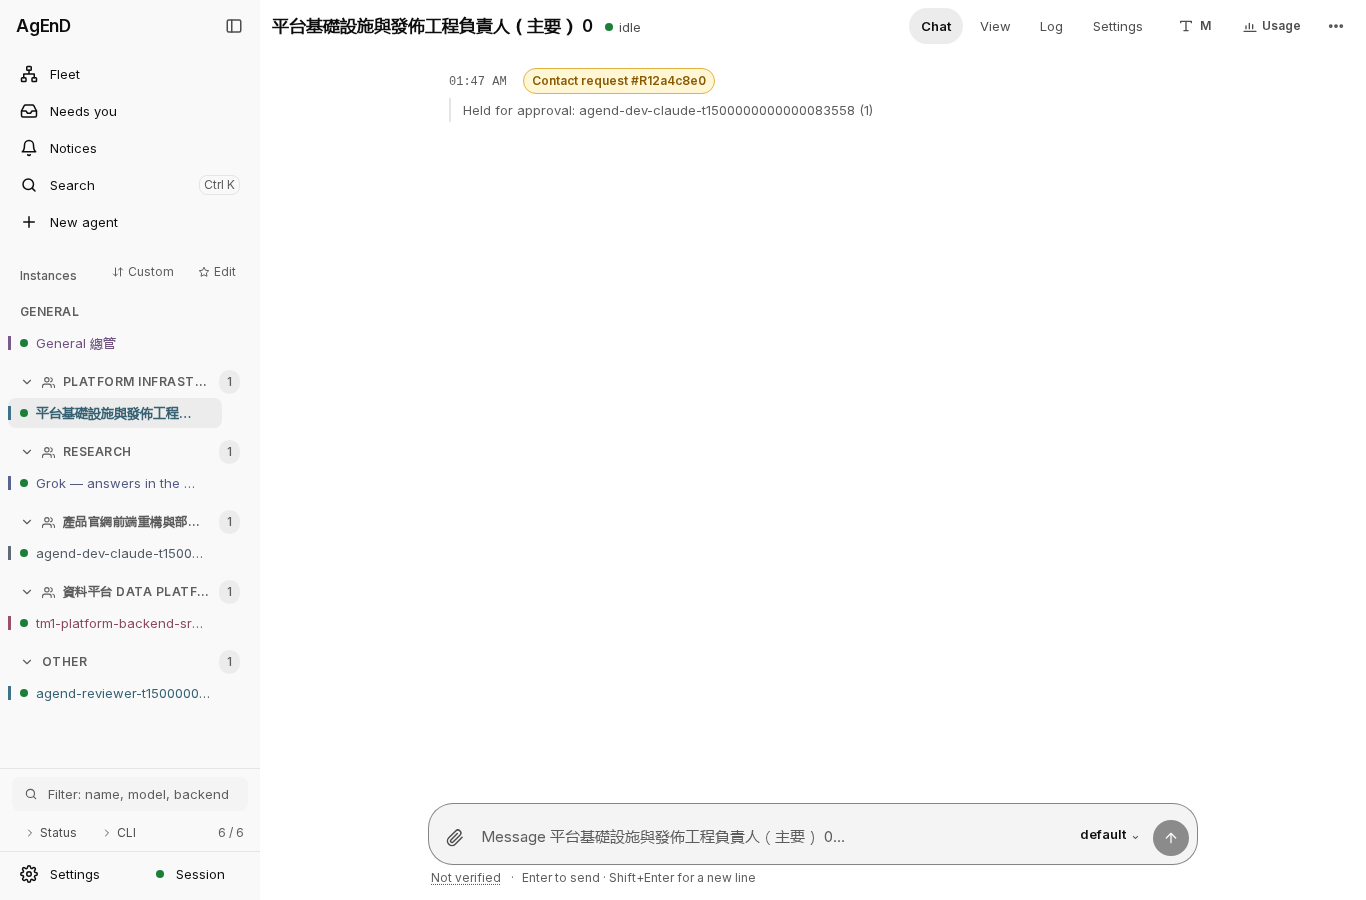 AgEnD
Fleet
Needs you
Notices
Search Ctrl K
New agent
Instances Custom Edit
GENERAL
General 總管
PLATFORM INFRAST... 1
平台基礎設施與發佈工程... 
RESEARCH 1
Grok — answers in the ...
產品官網前端重構與部... 1
agend-dev-claude-t1500...
資料平台 DATA PLATF... 1
tm1-platform-backend-sr...
OTHER 1
agend-reviewer-t1500000...
Filter: name, model, backend
Status CLI 6 / 6
Settings Session
平台基礎設施與發佈工程負責人（主要）0 idle
Chat View Log Settings M Usage
01:47 AM Contact request #R12a4c8e0
Held for approval: agend-dev-claude-t1500000000000083558 (1)
Message 平台基礎設施與發佈工程負責人（主要）0... default
Not verified · Enter to send · Shift+Enter for a new line